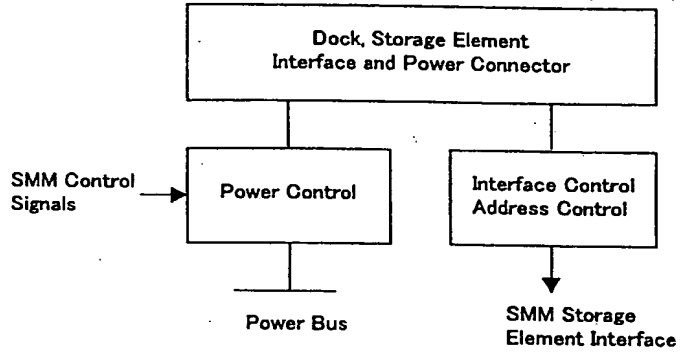 Dock, Storage Element
Interface and Power Connector
SMM Control
Signals
Power Control
Interface Control
Address Control
Power Bus
SMM Storage
Element Interface